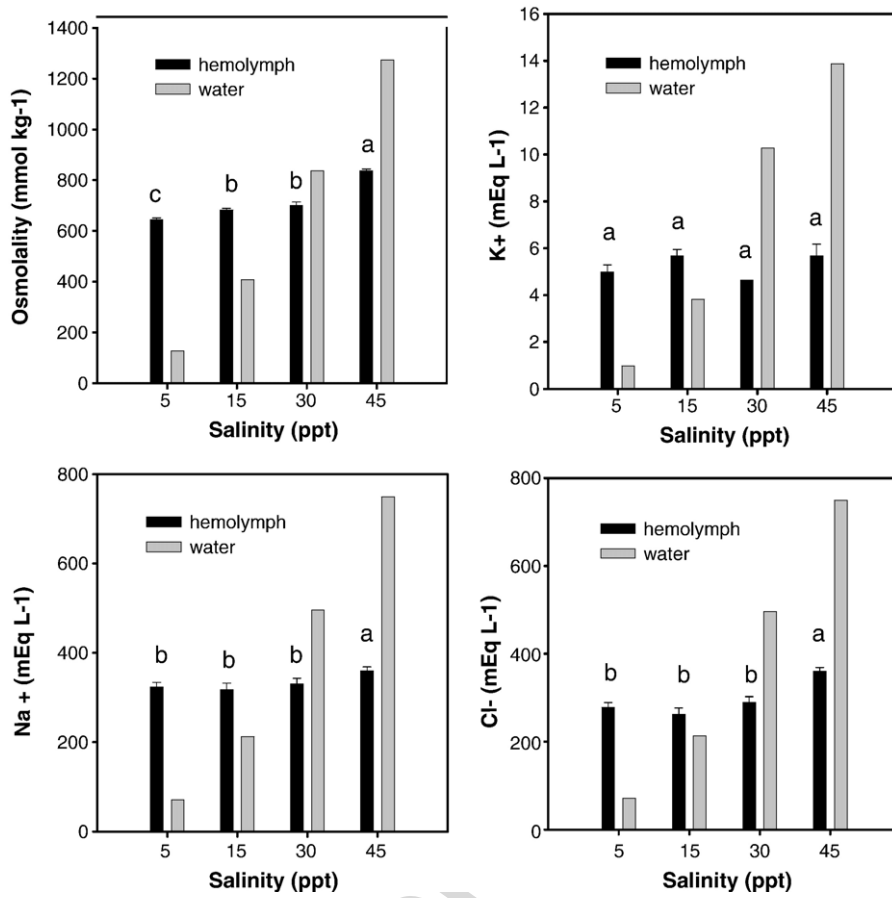 1400
1200
1000
800
600
400
200
0
Osmolality (mmol kg-1)
hemolymph
water
c
b
b
a
5 15 30 45
Salinity (ppt)
16
14
12
10
8
6
4
2
0
K+ (mEq L-1)
hemolymph
water
a
a
a
a
5 15 30 45
Salinity (ppt)
800
600
400
200
0
Na + (mEq L-1)
hemolymph
water
b
b
b
a
5 15 30 45
Salinity (ppt)
800
600
400
200
0
Cl- (mEq L-1)
hemolymph
water
b
b
b
a
5 15 30 45
Salinity (ppt)